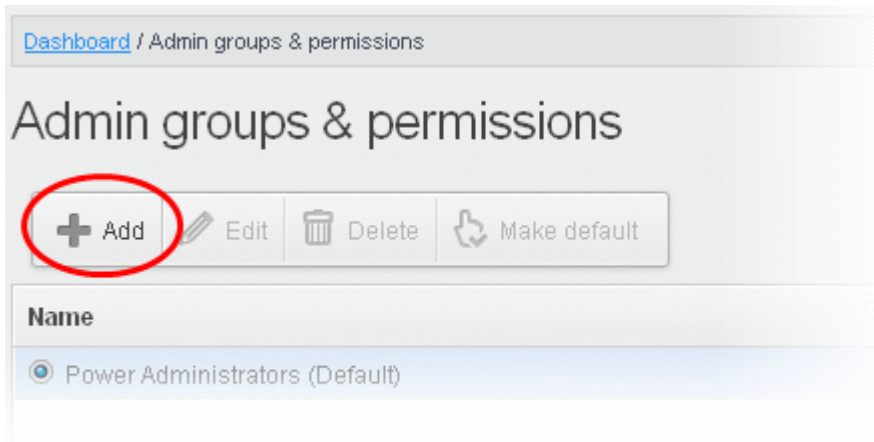 Dashboard / Admin groups & permissions
Admin groups & permissions
Add Edit Delete Make default
Name
Power Administrators (Default)